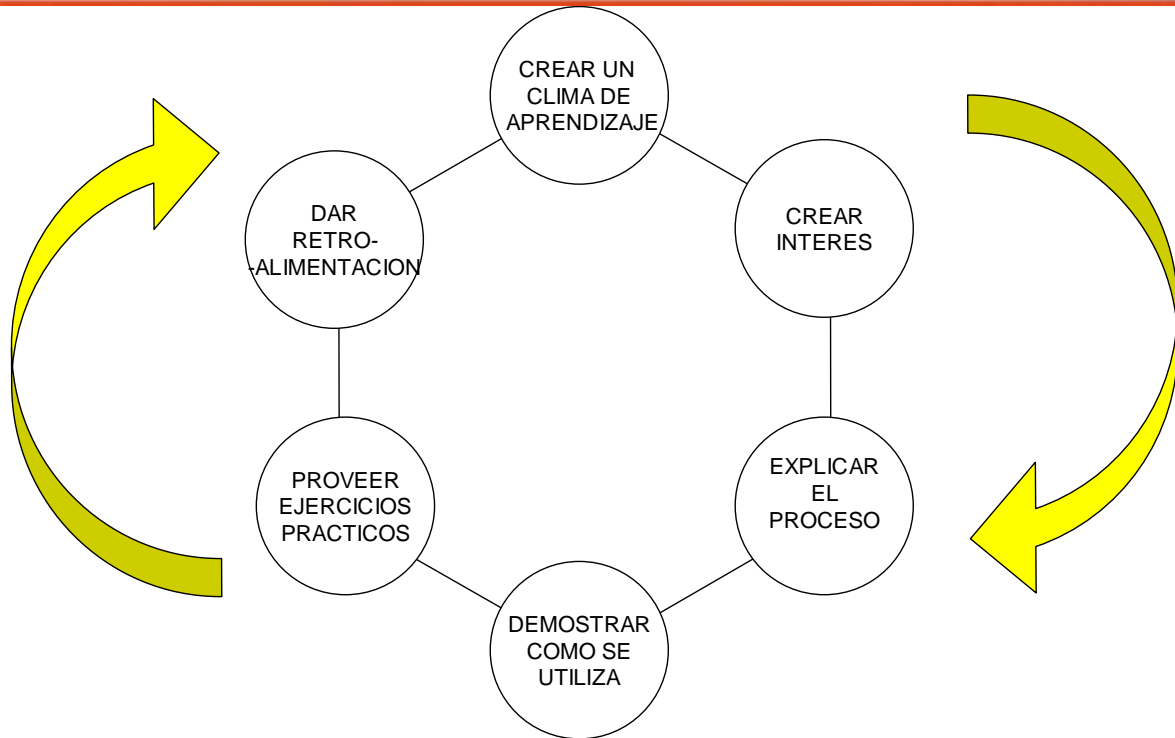 CREAR UN
CLIMA DE
APRENDIZAJE
CREAR
INTERES
EXPLICAR
EL
PROCESO
DEMOSTRAR
COMO SE
UTILIZA
PROVEER
EJERCICIOS
PRACTICOS
DAR
RETRO-
-ALIMENTACION